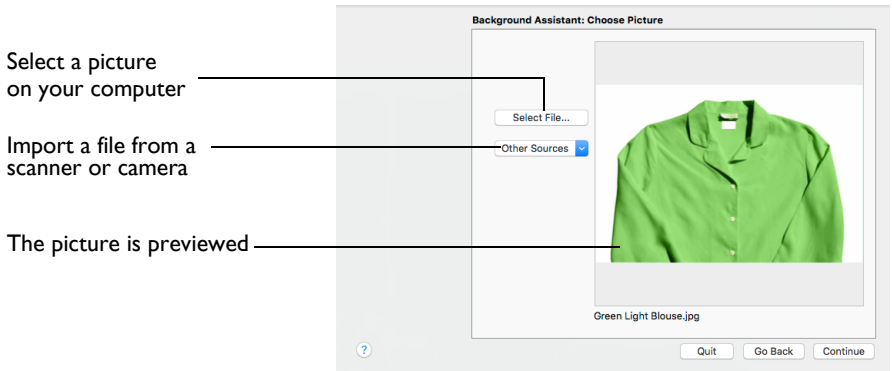 Background Assistant: Choose Picture
Select a picture
on your computer
Select File...
Import a file from a
scanner or camera
Other Sources
The picture is previewed
Green Light Blouse.jpg
?
Quit
Go Back
Continue